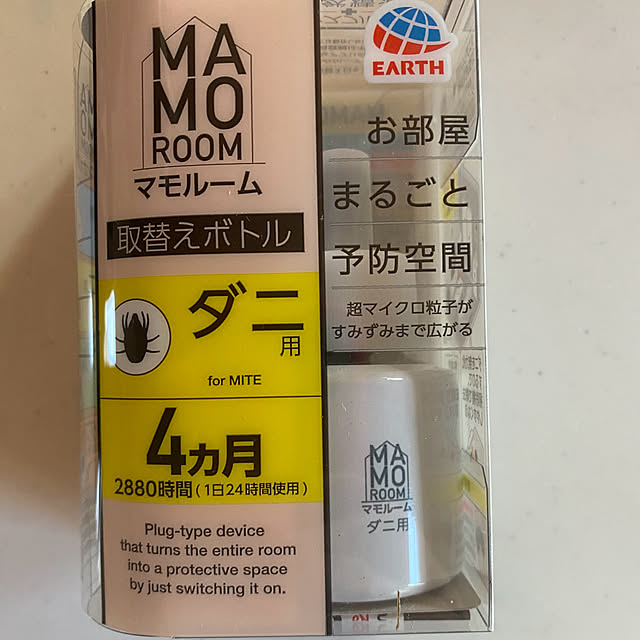 MA
MO
ROOM
マモルーム
取替えボトル
ダニ
用
for MITE
4ヵ月
2880時間(1日24時間使用)
Plug-type device
that turns the entire room
into a protective space
by just switching it on.
EARTH
お部屋
まるごと
予防空間
超マイクロ粒子が
すみずみまで広がる
MA
MO
ROOM
マモルーム
ダニ用